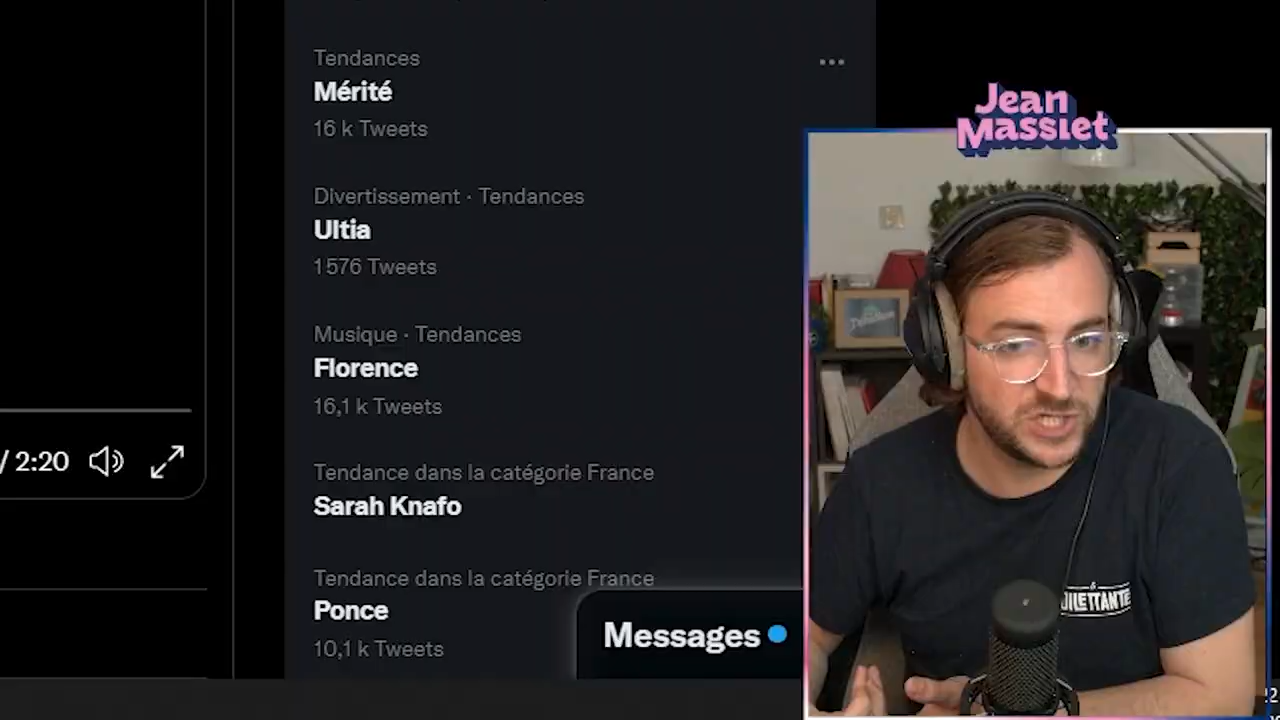 Tendances
Mérité
16 k Tweets
Divertissement · Tendances
Ultia
1 576 Tweets
Musique · Tendances
Florence
16,1 k Tweets
Tendance dans la catégorie France
Sarah Knafo
Tendance dans la catégorie France
Ponce
10,1 k Tweets
/ 2:20
Messages
Jean
Massiet
DILETTANTE